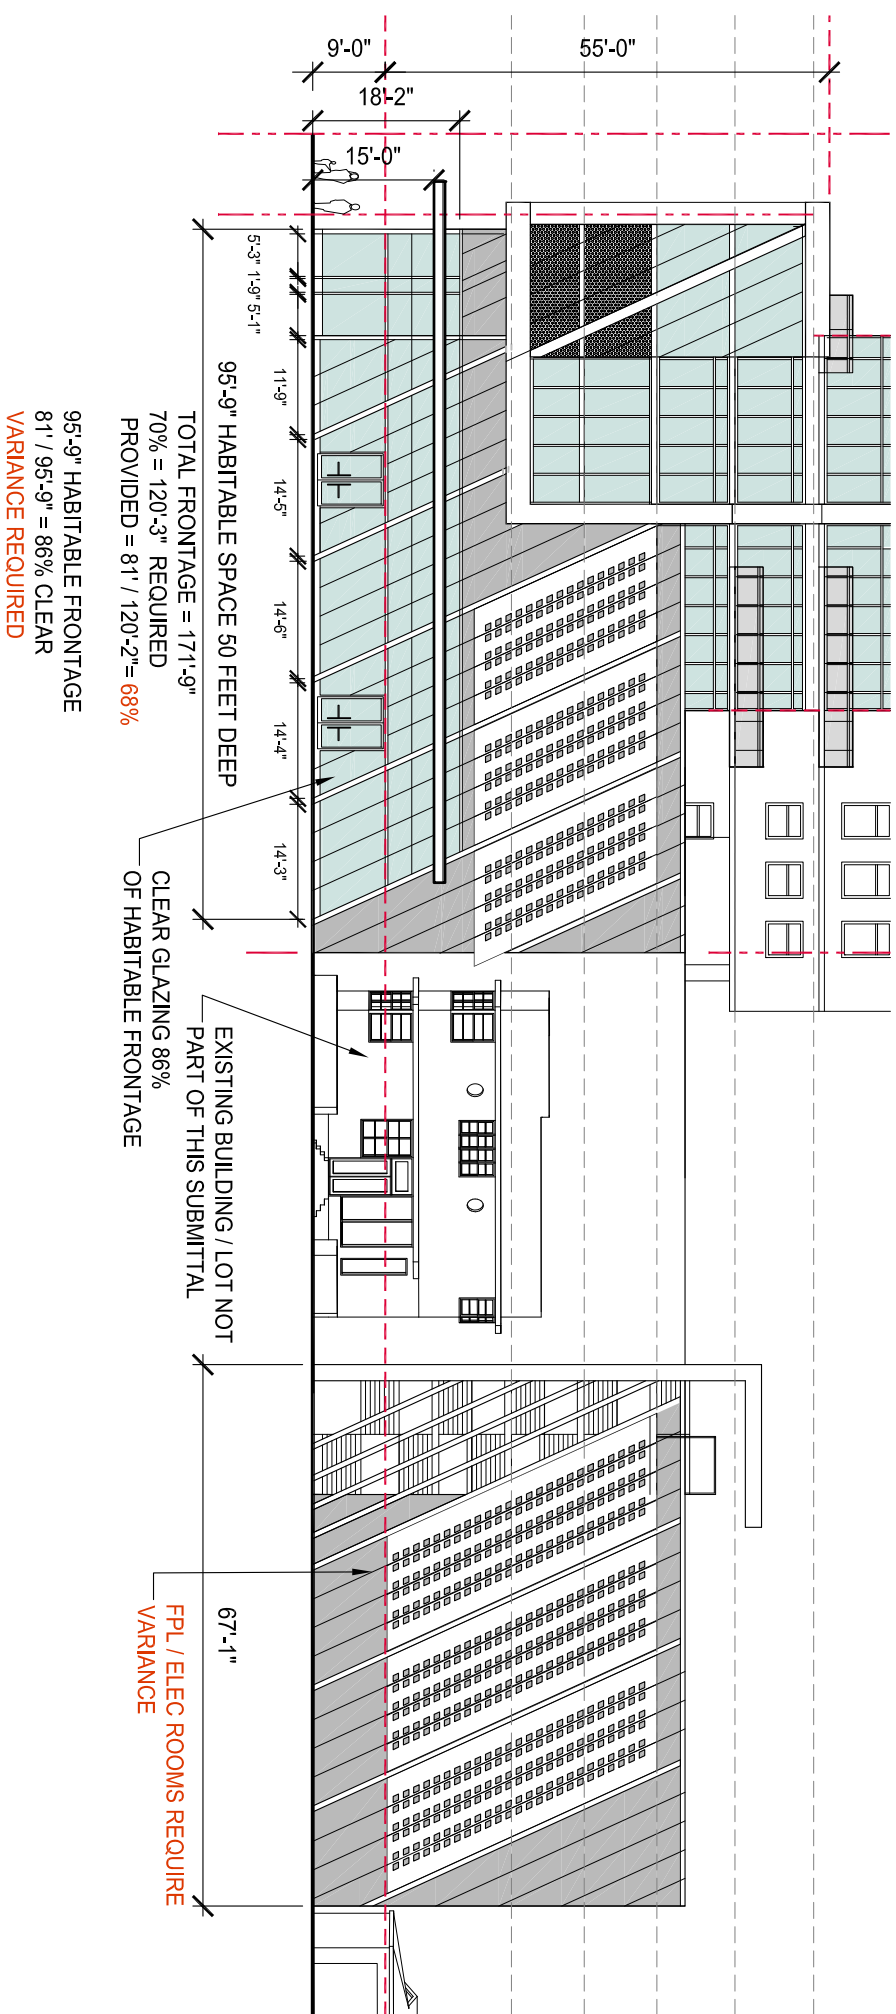 9'-0"
55'-0"
18'-2"
15'-0"
5'-3" 1'-9" 5'-1"
11'-9"
14'-5"
14'-6"
14'-4"
14'-3"
95'-9" HABITABLE SPACE 50 FEET DEEP
TOTAL FRONTAGE = 171'-9"
70% = 120'-3" REQUIRED
PROVIDED = 81' / 120'-2"= 68%
95'-9" HABITABLE FRONTAGE
81' / 95'-9" = 86% CLEAR
VARIANCE REQUIRED
CLEAR GLAZING 86%
OF HABITABLE FRONTAGE
EXISTING BUILDING / LOT NOT
PART OF THIS SUBMITTAL
67'-1"
FPL / ELEC ROOMS REQUIRE
VARIANCE